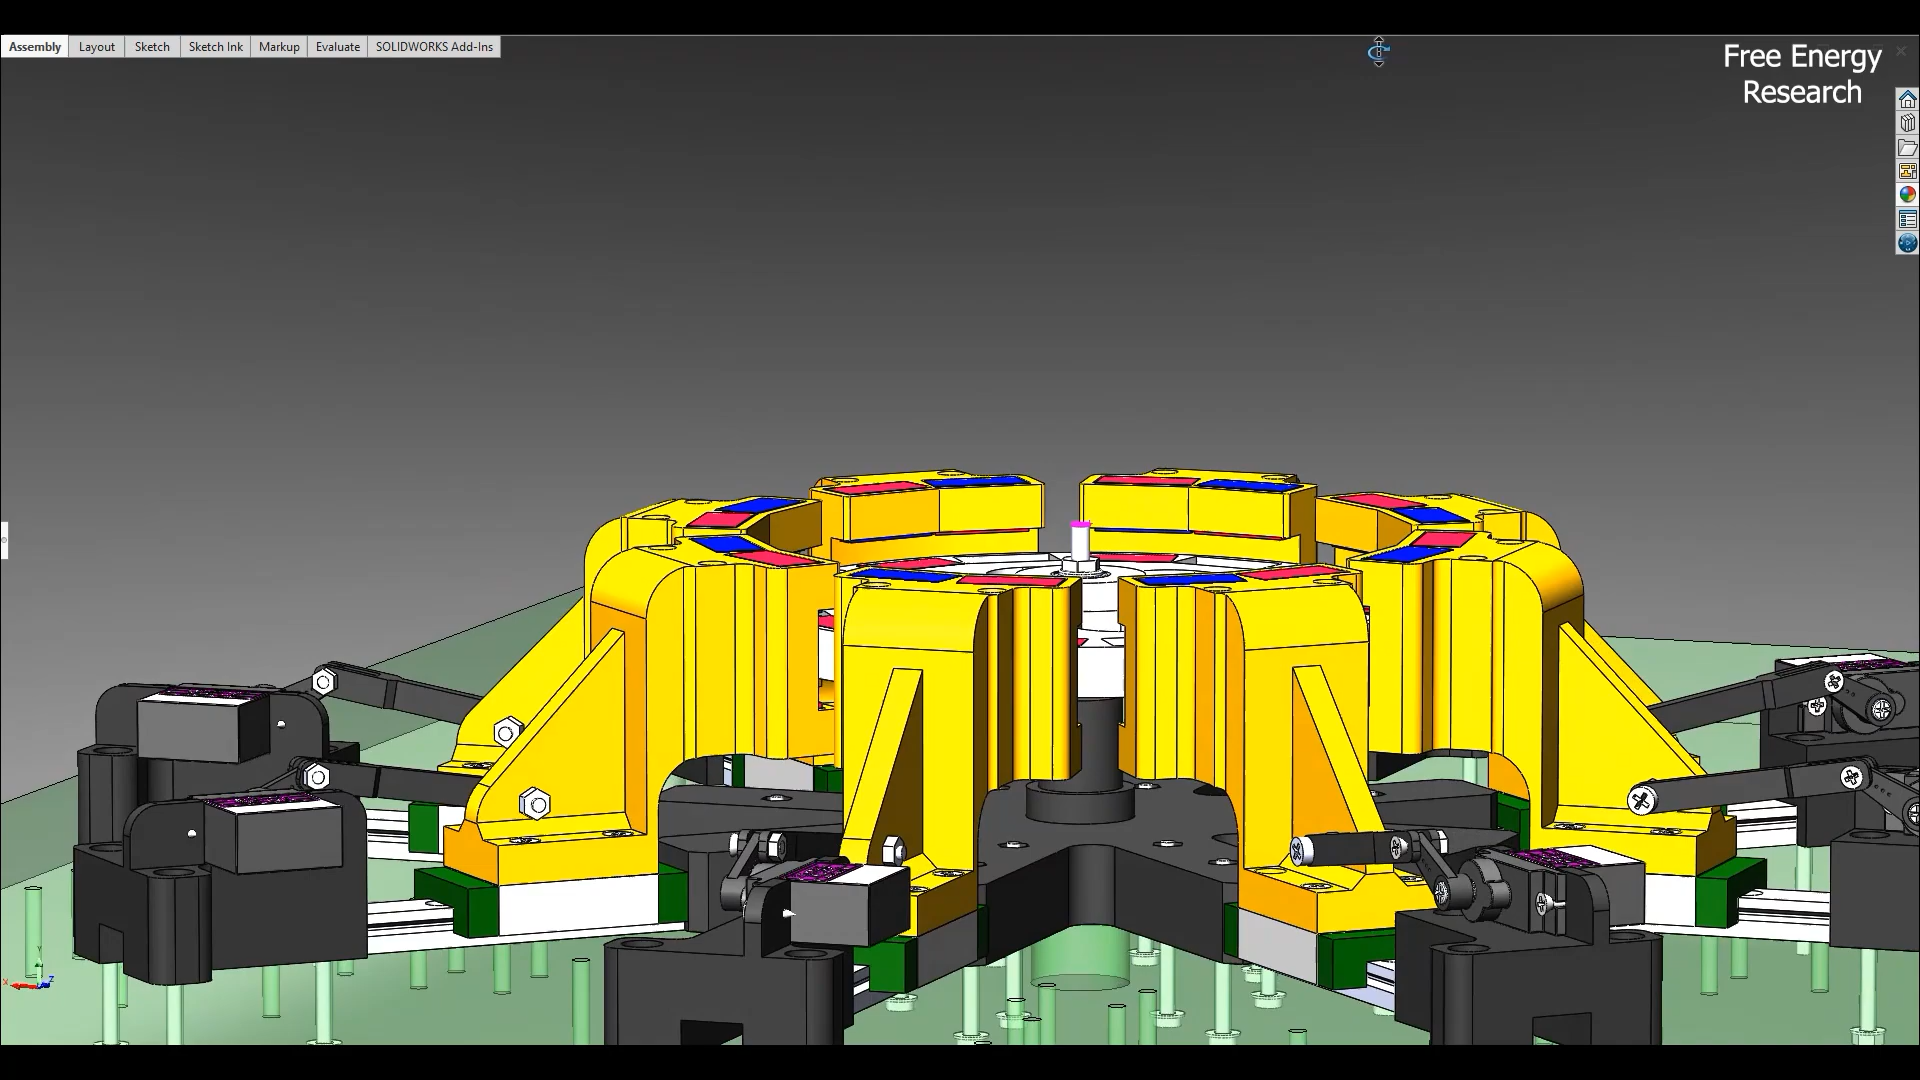 Assembly
Layout
Sketch
Sketch Ink
Markup
Evaluate
SOLIDWORKS Add-Ins
Free Energy
Research